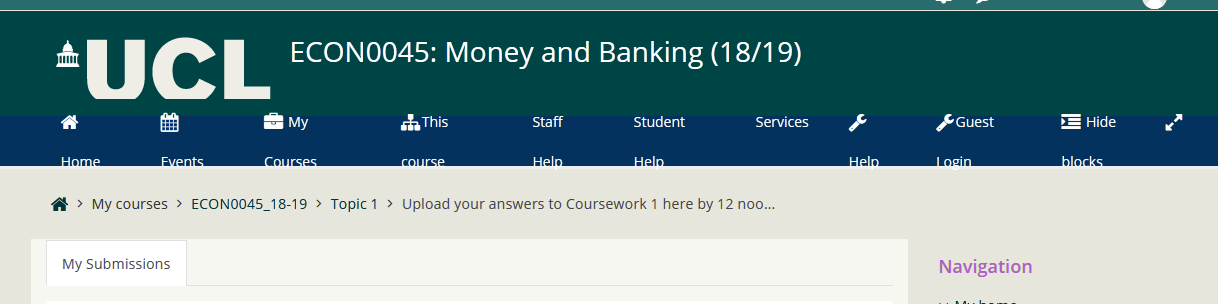 UCL
ECON0045: Money and Banking (18/19)
Home
Events
My Courses
This course
Staff Help
Student Help
Services
Help
Guest Login
Hide blocks
My courses > ECON0045_18-19 > Topic 1 > Upload your answers to Coursework 1 here by 12 noo...
My Submissions
Navigation
My home